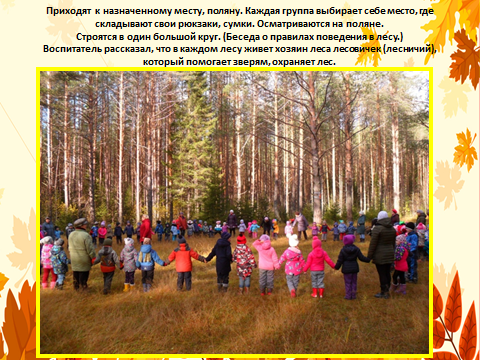 Приходят к назначенному месту, поляну. Каждая группа выбирает себе место, где
складывают свои рюкзаки, сумки. Осматриваются на поляне.
Строятся в один большой круг. (Беседа о правилах поведения в лесу.)
Воспитатель рассказал, что в каждом лесу живет хозяин леса лесовичек (лесничий),
который помогает зверям, охраняет лес.